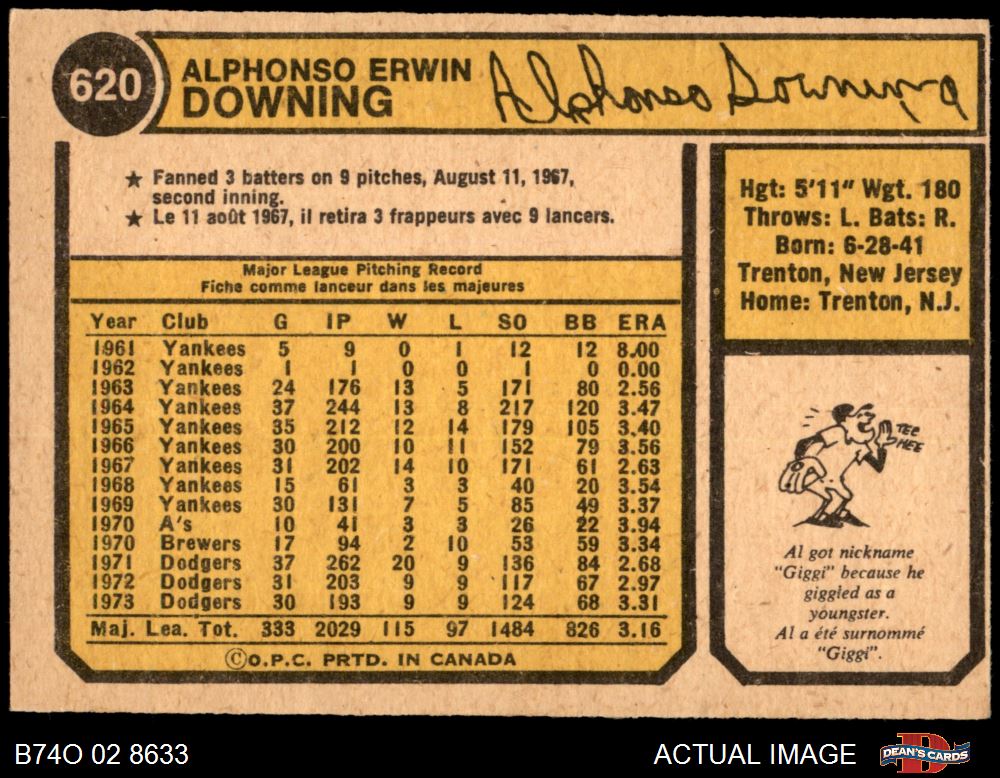 620
ALPHONSO ERWIN
DOWNING
Alphonso Downing
★ Fanned 3 batters on 9 pitches, August 11, 1967,
second inning.
★ Le 11 août 1967, il retira 3 frappeurs avec 9 lancers.
Major League Pitching Record
Fiche comme lanceur dans les majeures
Year Club G IP W L SO BB ERA
1961 Yankees 5 9 0 1 12 12 8.00
1962 Yankees 1 1 0 0 1 0 0.00
1963 Yankees 24 176 13 5 171 80 2.56
1964 Yankees 37 244 13 8 217 120 3.47
1965 Yankees 35 212 12 14 179 105 3.40
1966 Yankees 30 200 10 11 152 79 3.56
1967 Yankees 31 202 14 10 171 61 2.63
1968 Yankees 15 61 3 3 40 20 3.54
1969 Yankees 30 131 7 5 85 49 3.37
1970 A's 10 41 3 3 26 22 3.94
1970 Brewers 17 94 2 10 53 59 3.34
1971 Dodgers 37 262 20 9 136 84 2.68
1972 Dodgers 31 203 9 9 117 67 2.97
1973 Dodgers 30 193 9 9 124 68 3.31
Maj. Lea. Tot. 333 2029 115 97 1484 826 3.16
©O.P.C. PRTD. IN CANADA
Hgt: 5'11" Wgt. 180
Throws: L. Bats: R.
Born: 6-28-41
Trenton, New Jersey
Home: Trenton, N.J.
TEE
HEE
Al got nickname
"Giggi" because he
giggled as a
youngster.
Al a été surnommé
"Giggi".
B74O 02 8633
ACTUAL IMAGE
DEAN'S CARDS